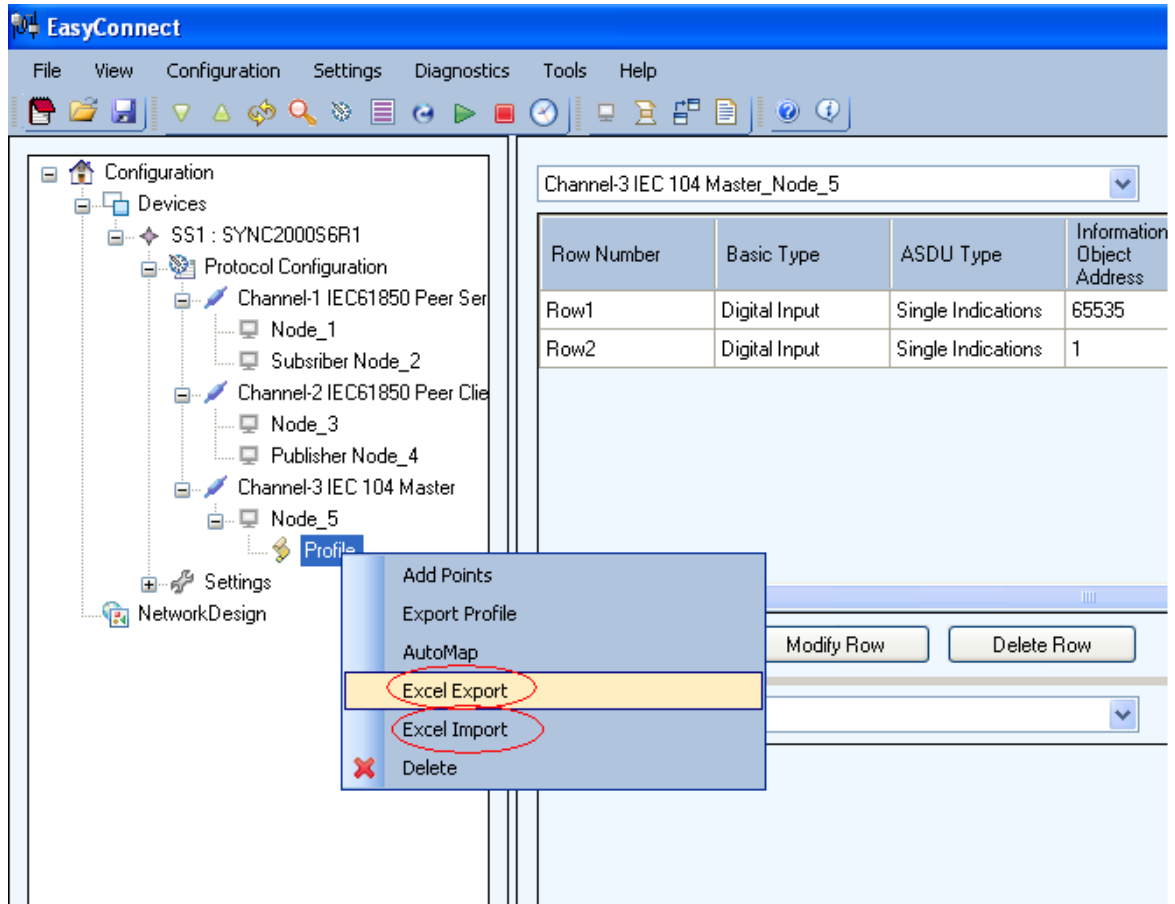 EasyConnect
File View Configuration Settings Diagnostics Tools Help
Configuration
Devices
SS1 : SYNC2000S6R1
Protocol Configuration
Channel-1 IEC61850 Peer Ser
Node_1
Subsriber Node_2
Channel-2 IEC61850 Peer Clie
Node_3
Publisher Node_4
Channel-3 IEC 104 Master
Node_5
Profile
Settings
NetworkDesign
Add Points
Export Profile
AutoMap
Excel Export
Excel Import
Delete
Channel-3 IEC 104 Master_Node_5
Row Number Basic Type ASDU Type Information Object Address
Row1 Digital Input Single Indications 65535
Row2 Digital Input Single Indications 1
Modify Row Delete Row